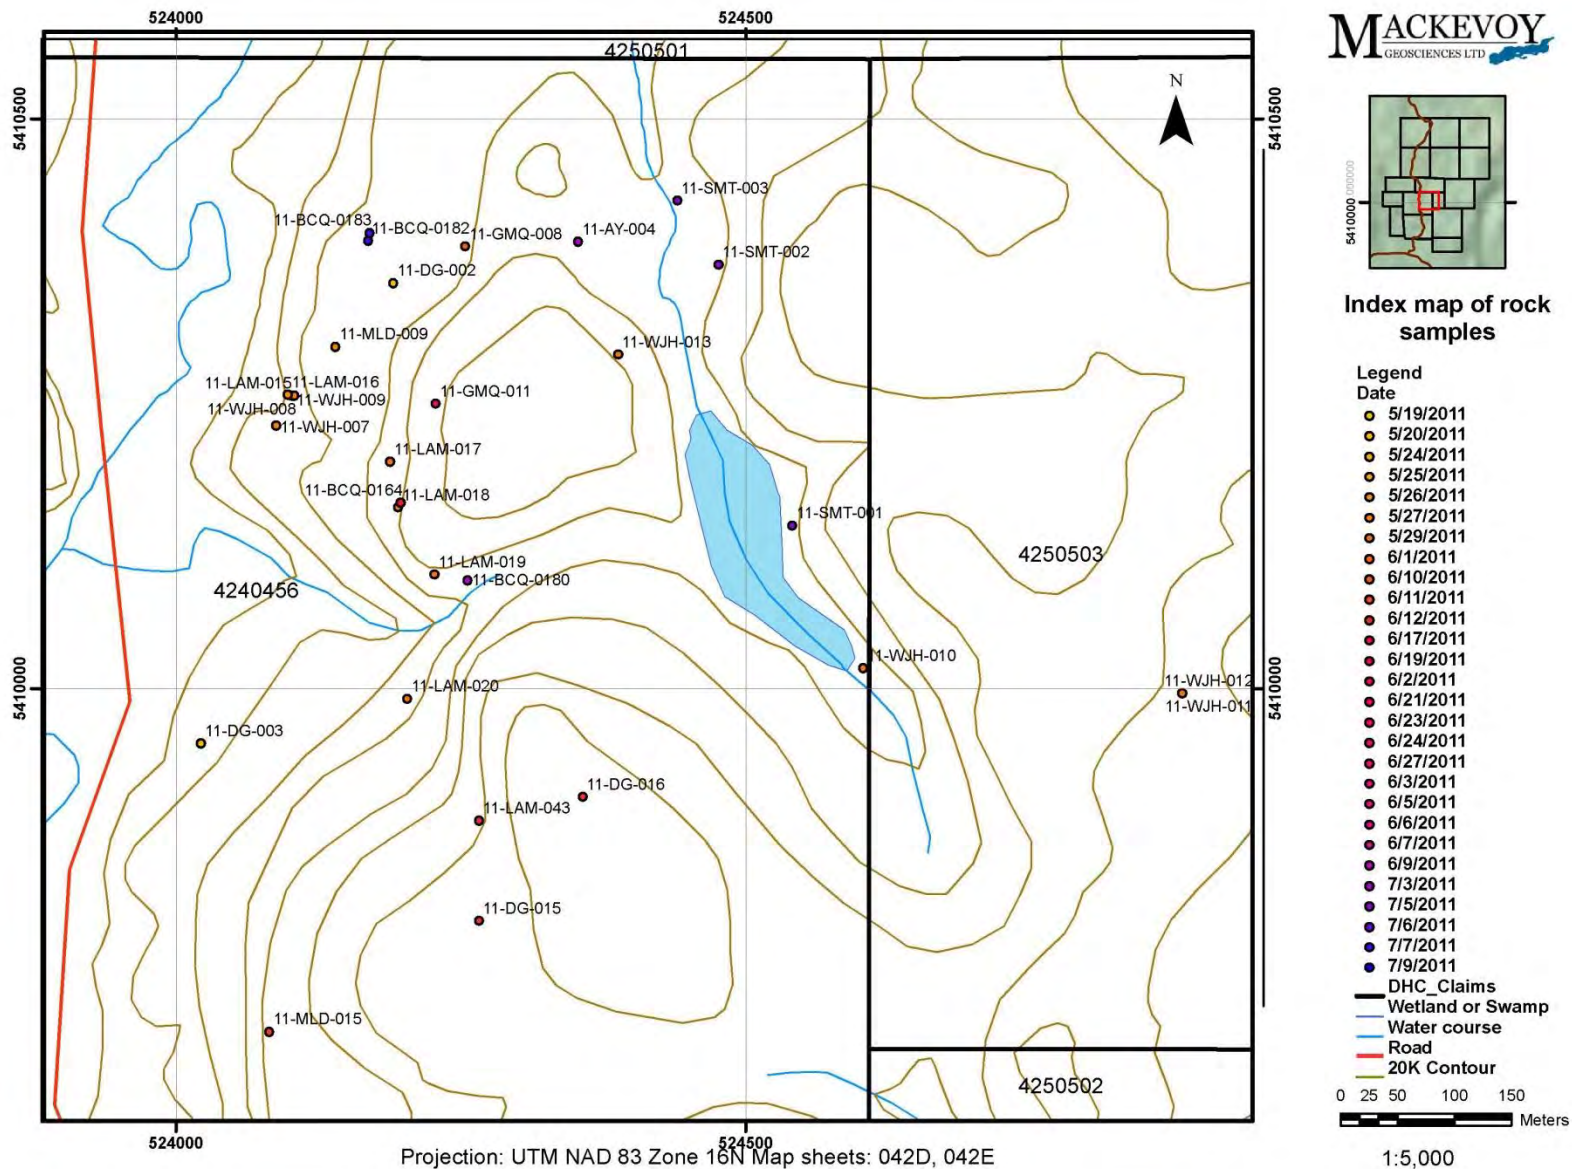 524000
524500
4250501
MACKEVOY
GEOSCIENCES LTD
N
5410500
5410500
11-SMT-003
11-BCQ-0183
11-BCQ-0182
11-GMQ-008
11-AY-004
11-SMT-002
11-DG-002
5410000
Index map of rock
samples
11-MLD-009
11-WJH-013
11-LAM-015
11-LAM-016
11-WJH-009
11-WJH-008
11-GMQ-011
11-WJH-007
11-LAM-017
11-BCQ-0164
11-LAM-018
11-SMT-001
4250503
11-LAM-019
11-BCQ-0180
4240456
11-WJH-010
11-WJH-012
11-WJH-011
5410000
5410000
11-LAM-020
11-DG-003
11-DG-016
11-LAM-043
11-DG-015
11-MLD-015
4250502
Legend
Date
5/19/2011
5/20/2011
5/24/2011
5/25/2011
5/26/2011
5/27/2011
5/29/2011
6/1/2011
6/10/2011
6/11/2011
6/12/2011
6/17/2011
6/19/2011
6/2/2011
6/21/2011
6/23/2011
6/24/2011
6/27/2011
6/3/2011
6/5/2011
6/6/2011
6/7/2011
6/9/2011
7/3/2011
7/5/2011
7/6/2011
7/7/2011
7/9/2011
DHC_Claims
Wetland or Swamp
Water course
Road
20K Contour
0 25 50 100 150
Meters
1:5,000
524000
524500
Projection: UTM NAD 83 Zone 16N Map sheets: 042D, 042E